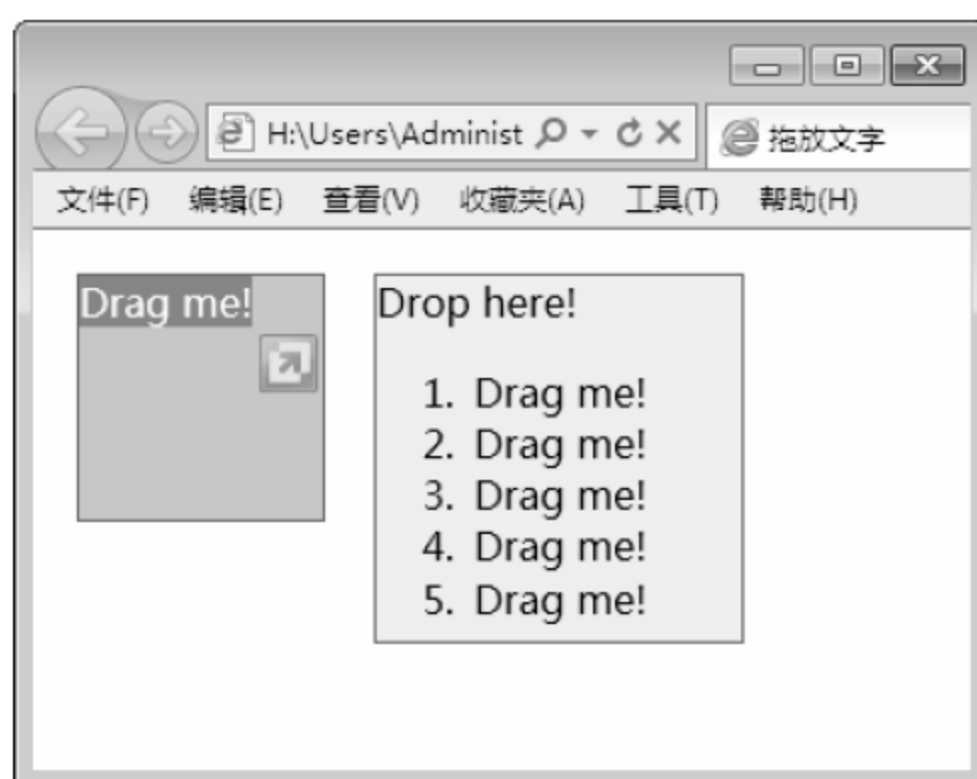 H:\Users\Administ
拖放文字
文件(F) 编辑(E) 查看(V) 收藏夹(A) 工具(T) 帮助(H)
Drag me!
Drop here!
1. Drag me!
2. Drag me!
3. Drag me!
4. Drag me!
5. Drag me!